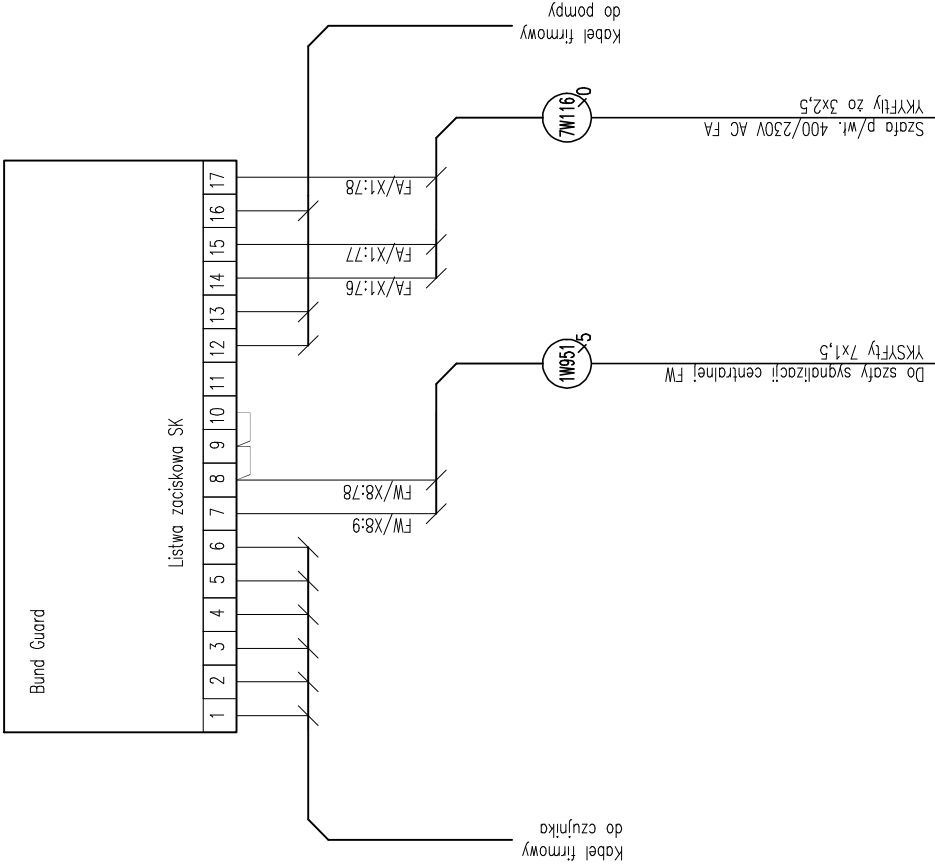 Bund Guard
Listwa zaciskowa SK
1
2
3
4
5
6
7
8
9
10
11
12
13
14
15
16
17
FW/X8:9
FW/X8:78
FA/X1:76
FA/X1:77
FA/X1:78
Kabel firmowy
do czujnika
1W951
5
Do szafy sygnalizacji centralnej FW
YKSYFty 7x1,5
7W116
0
Szafa p/wł. 400/230V AC FA
YKYFtly żo 3x2,5
Kabel firmowy
do pompy